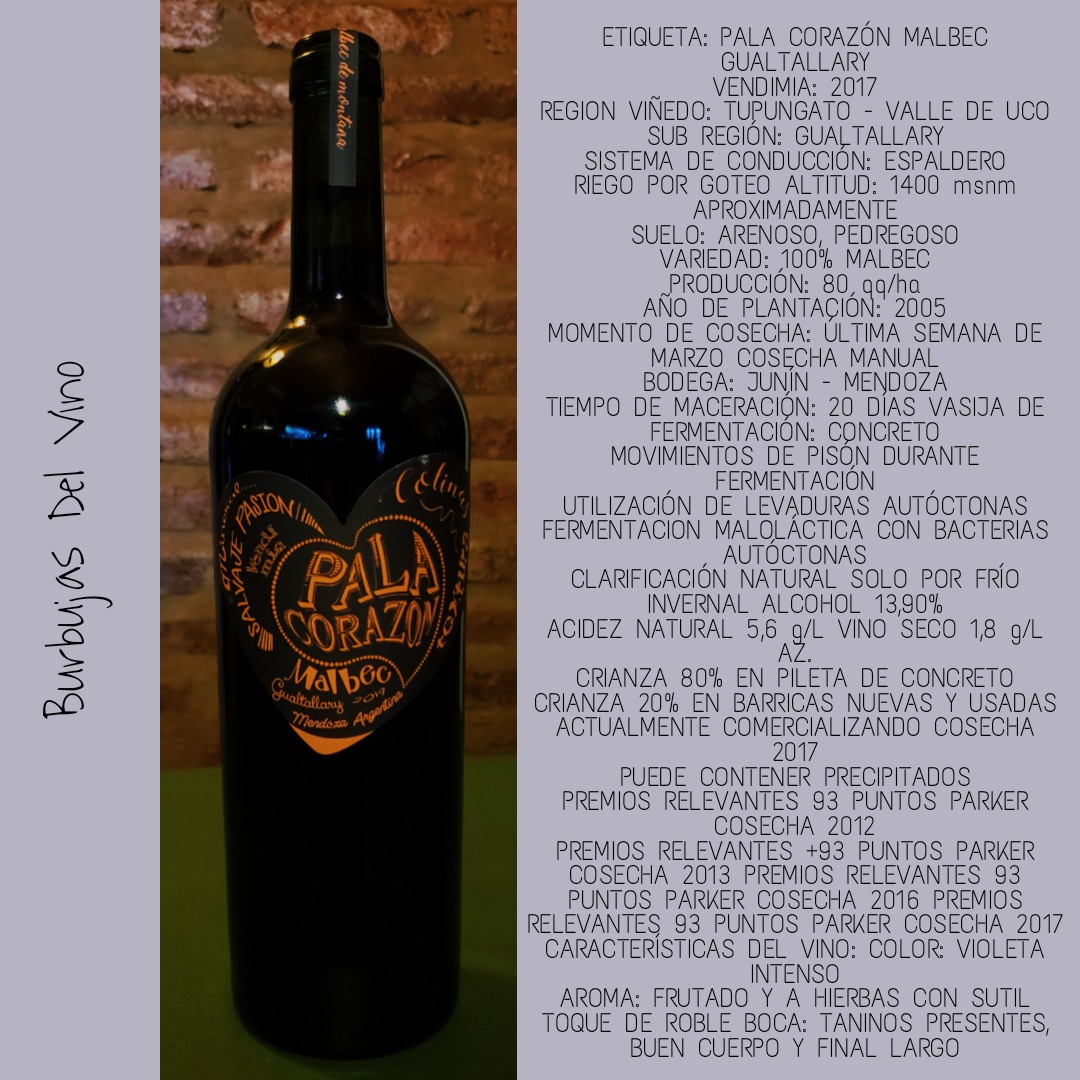 Burbujas Del Vino
lbec de montaña
Colinas
SALVAJE PASION
Vendi
mia
PALA
CORAZON
Malbec
Gualtallary
Mendoza Argentina
ETIQUETA: PALA CORAZÓN MALBEC
GUALTALLARY
VENDIMIA: 2017
REGION VIÑEDO: TUPUNGATO - VALLE DE UCO
SUB REGIÓN: GUALTALLARY
SISTEMA DE CONDUCCIÓN: ESPALDERO
RIEGO POR GOTEO ALTITUD: 1400 msnm
APROXIMADAMENTE
SUELO: ARENOSO, PEDREGOSO
VARIEDAD: 100% MALBEC
PRODUCCIÓN: 80 qq/ha
AÑO DE PLANTACIÓN: 2005
MOMENTO DE COSECHA: ÚLTIMA SEMANA DE
MARZO COSECHA MANUAL
BODEGA: JUNÍN - MENDOZA
TIEMPO DE MACERACIÓN: 20 DÍAS VASIJA DE
FERMENTACIÓN: CONCRETO
MOVIMIENTOS DE PISÓN DURANTE
FERMENTACIÓN
UTILIZACIÓN DE LEVADURAS AUTÓCTONAS
FERMENTACION MALOLÁCTICA CON BACTERIAS
AUTÓCTONAS
CLARIFICACIÓN NATURAL SOLO POR FRÍO
INVERNAL ALCOHOL 13,90%
ACIDEZ NATURAL 5,6 g/L VINO SECO 1,8 g/L
AZ.
CRIANZA 80% EN PILETA DE CONCRETO
CRIANZA 20% EN BARRICAS NUEVAS Y USADAS
ACTUALMENTE COMERCIALIZANDO COSECHA
2017
PUEDE CONTENER PRECIPITADOS
PREMIOS RELEVANTES 93 PUNTOS PARKER
COSECHA 2012
PREMIOS RELEVANTES +93 PUNTOS PARKER
COSECHA 2013 PREMIOS RELEVANTES 93
PUNTOS PARKER COSECHA 2016 PREMIOS
RELEVANTES 93 PUNTOS PARKER COSECHA 2017
CARACTERÍSTICAS DEL VINO: COLOR: VIOLETA
INTENSO
AROMA: FRUTADO Y A HIERBAS CON SUTIL
TOQUE DE ROBLE BOCA: TANINOS PRESENTES,
BUEN CUERPO Y FINAL LARGO